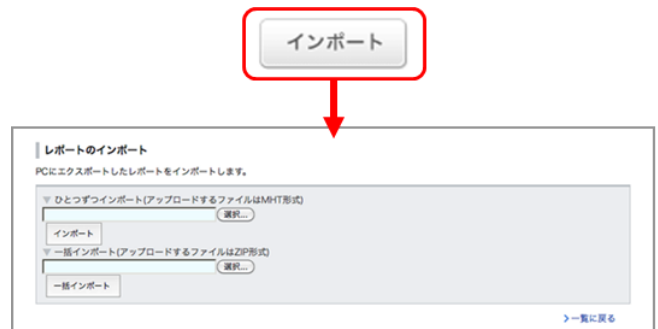 インポート
レポートのインポート
PCにエクスポートしたレポートをインポートします。
▼ ひとつずつインポート(アップロードするファイルはMHT形式)
選択...
インポート
▼ 一括インポート(アップロードするファイルはZIP形式)
選択...
一括インポート
>一覧に戻る